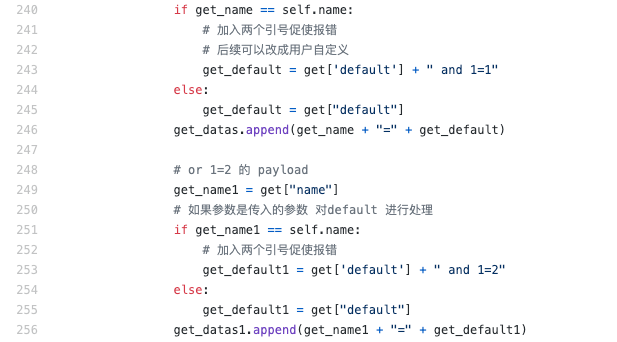 240 if get_name == self.name:
241 # 加入两个引号促使报错
242 # 后续可以改成用户自定义
243 get_default = get['default'] + " and 1=1"
244 else:
245 get_default = get["default"]
246 get_datas.append(get_name + "=" + get_default)
247
248 # or 1=2 的 payload
249 get_name1 = get["name"]
250 # 如果参数是传入的参数 对default 进行处理
251 if get_name1 == self.name:
252 # 加入两个引号促使报错
253 get_default1 = get['default'] + " and 1=2"
254 else:
255 get_default1 = get["default"]
256 get_datas1.append(get_name1 + "=" + get_default1)